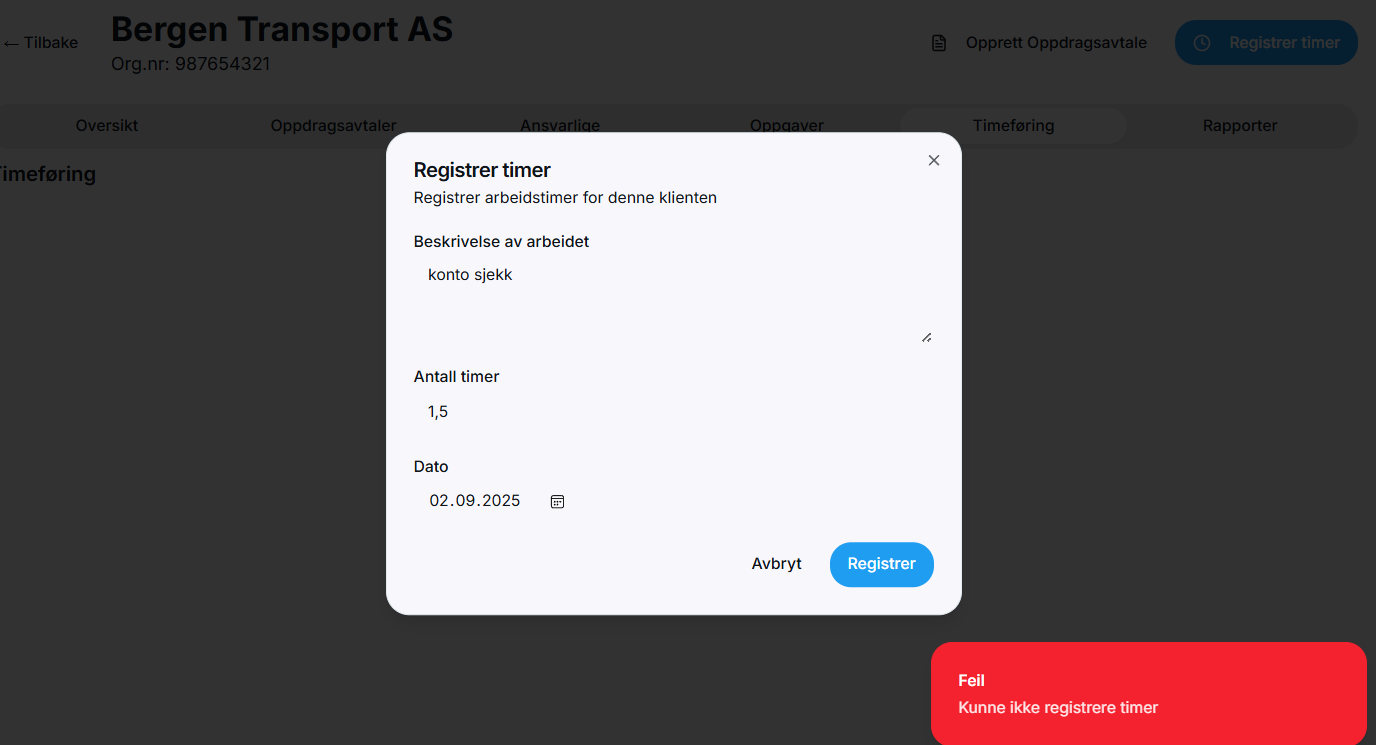 ← Tilbake
Bergen Transport AS
Org.nr: 987654321
Opprett Oppdragsavtale
Registrer timer
Oversikt
Oppdragsavtaler
Ansvarlige
Oppgaver
Timeføring
Rapporter
Timeføring
Registrer timer
Registrer arbeidstimer for denne klienten
Beskrivelse av arbeidet
konto sjekk
Antall timer
1,5
Dato
02.09.2025
Avbryt
Registrer
Feil
Kunne ikke registrere timer